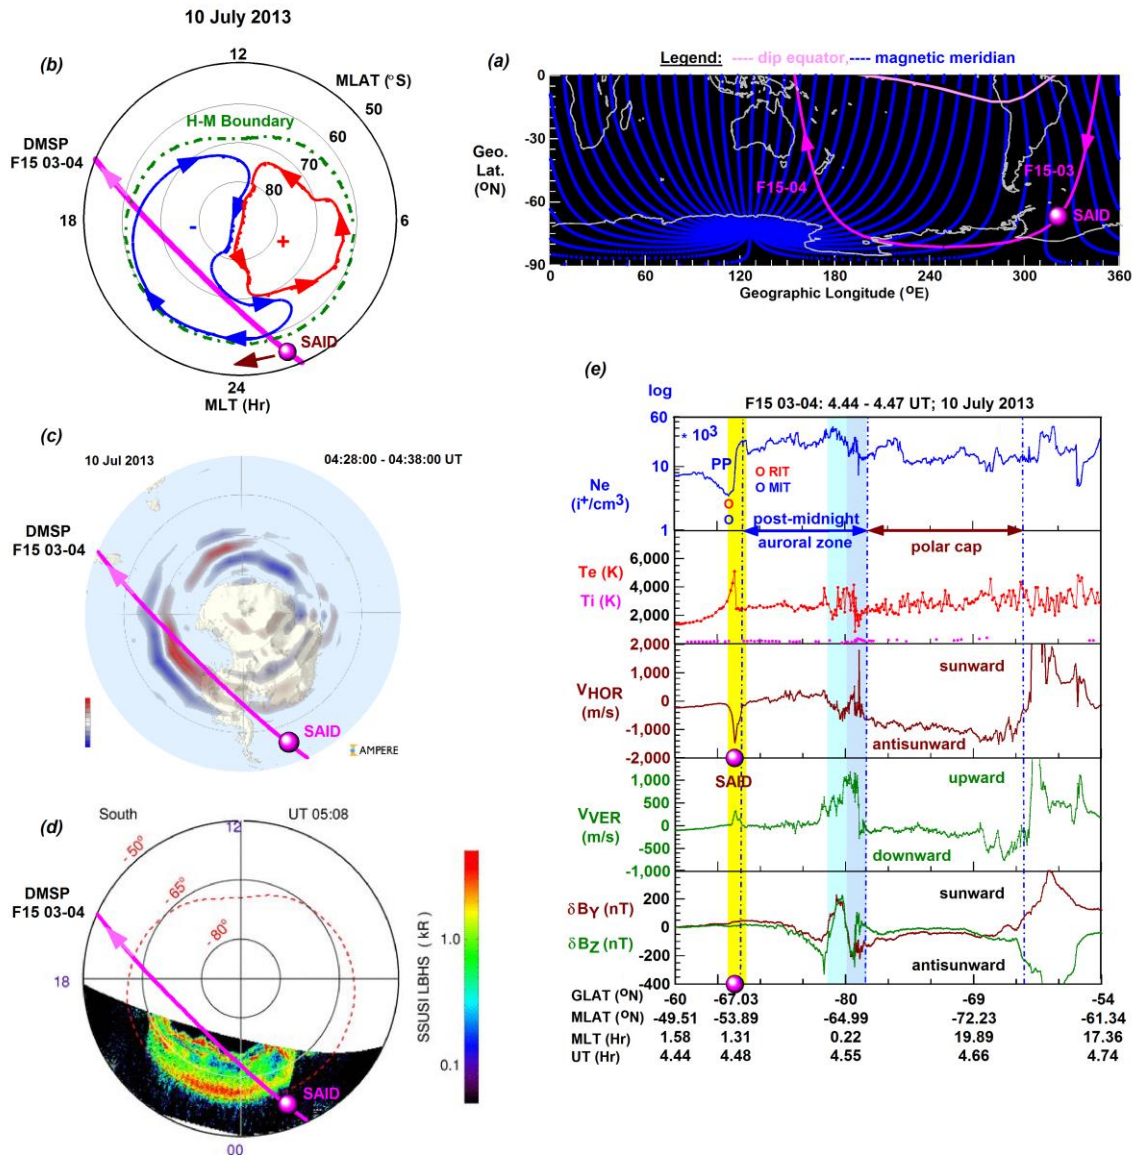 10 July 2013
(b)
12
MLAT (°S)
50
60
70
80
H-M Boundary
DMSP
F15 03-04
18
6
-
+
SAID
24
MLT (Hr)
(a)
Legend: ---- dip equator, ---- magnetic meridian
0
-30
-60
-90
Geo.
Lat.
(ᴼN)
F15-04
F15-03
SAID
0 60 120 180 240 300 360
Geographic Longitude (ᴼE)
(c)
10 Jul 2013
04:28:00 - 04:38:00 UT
DMSP
F15 03-04
SAID
AMPERE
(d)
South
UT 05:08
12
- 50°
- 65°
- 80°
DMSP
F15 03-04
18
SAID
00
SSUSI LBHS ( kR )
1.0
0.1
(e)
log
F15 03-04: 4.44 - 4.47 UT; 10 July 2013
60
10
1
* 10³
Ne
(i⁺/cm³)
PP
O RIT
O MIT
O
O
post-midnight
auroral zone
polar cap
Te (K)
Ti (K)
6,000
4,000
2,000
2,000
2,000
1,000
0
-1,000
-2,000
VHOR
(m/s)
sunward
antisunward
SAID
VVER
(m/s)
1,000
500
0
-500
-1,000
upward
downward
δBY (nT)
δBZ (nT)
200
0
-200
-400
sunward
antisunward
GLAT (ᴼN) -60 -67.03 -80 -69 -54
MLAT (ᴼN) -49.51 -53.89 -64.99 -72.23 -61.34
MLT (Hr) 1.58 1.31 0.22 19.89 17.36
UT (Hr) 4.44 4.48 4.55 4.66 4.74